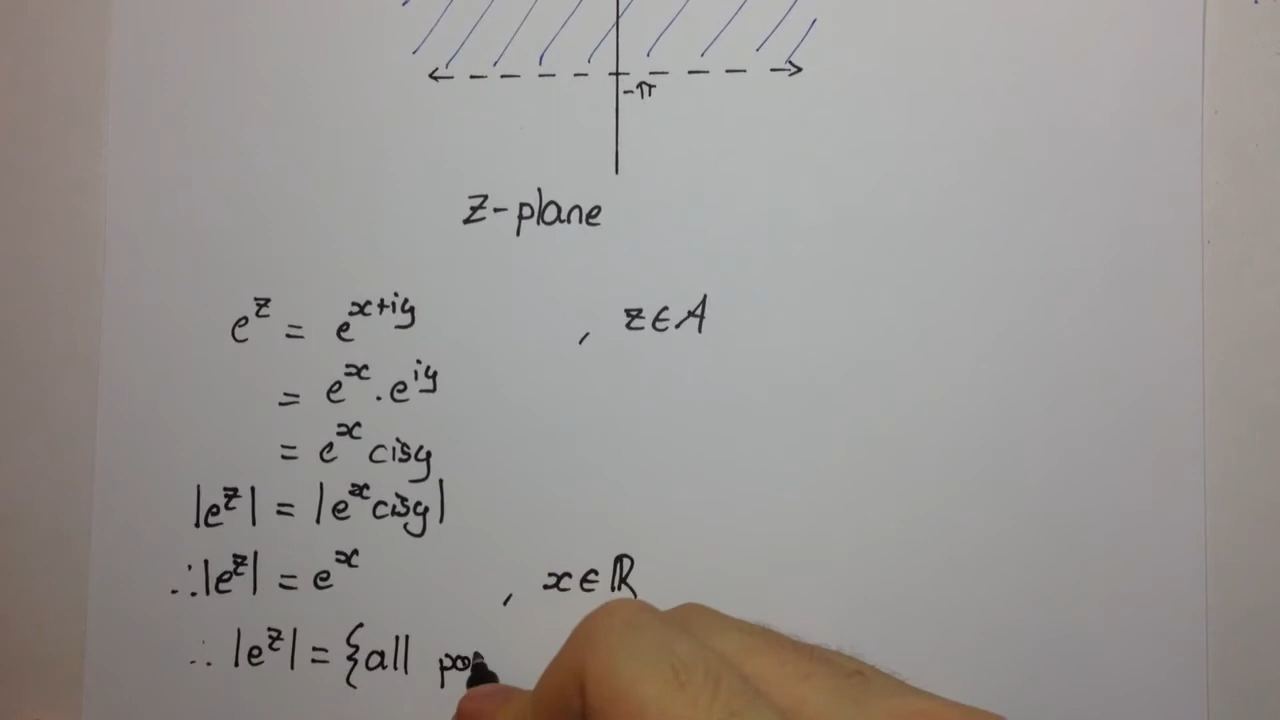 -π
z-plane
e^z = e^{x+iy} , z∈A
= e^x . e^{iy}
= e^x cisy
|e^z| = |e^x cisy|
∴|e^z| = e^x , x∈ℝ
∴ |e^z| = {all